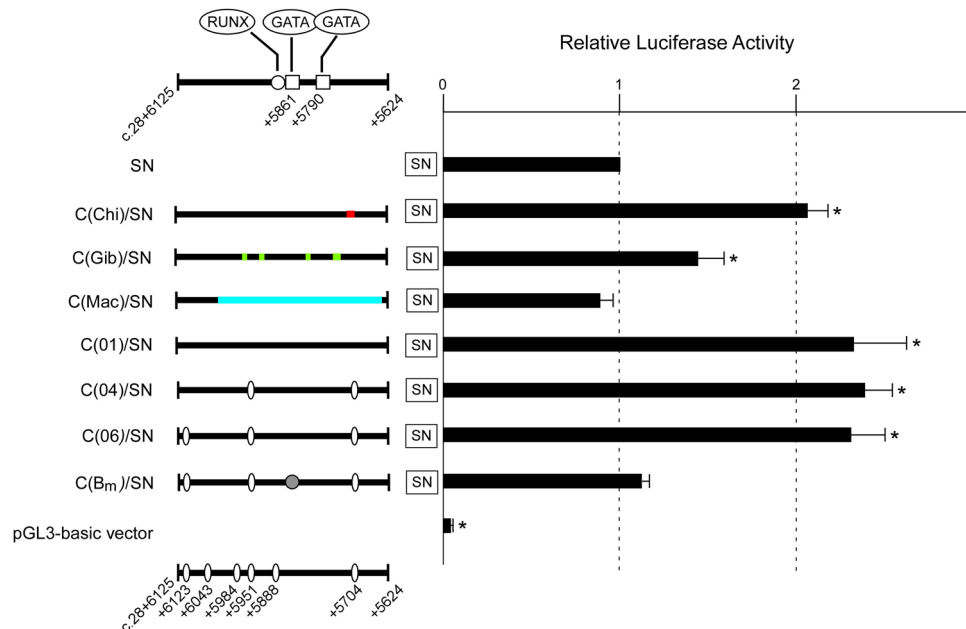 RUNX GATA GATA
Relative Luciferase Activity
0 1 2
c.28+6125 +5861 +5790 +5624
SN SN
C(Chi)/SN SN *
C(Gib)/SN SN *
C(Mac)/SN SN
C(01)/SN SN *
C(04)/SN SN *
C(06)/SN SN *
C(Bm)/SN SN
pGL3-basic vector *
c.28+6125 +6123 +6043 +5984 +5951 +5888 +5704 +5624